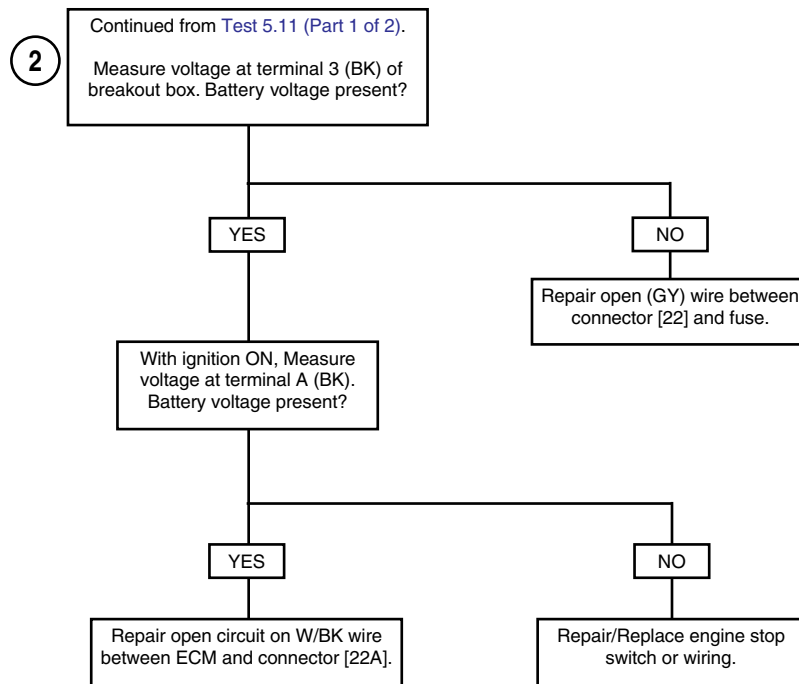 Continued from Test 5.11 (Part 1 of 2).
2
Measure voltage at terminal 3 (BK) of
breakout box. Battery voltage present?
YES
NO
Repair open (GY) wire between
connector [22] and fuse.
With ignition ON, Measure
voltage at terminal A (BK).
Battery voltage present?
YES
NO
Repair open circuit on W/BK wire
between ECM and connector [22A].
Repair/Replace engine stop
switch or wiring.